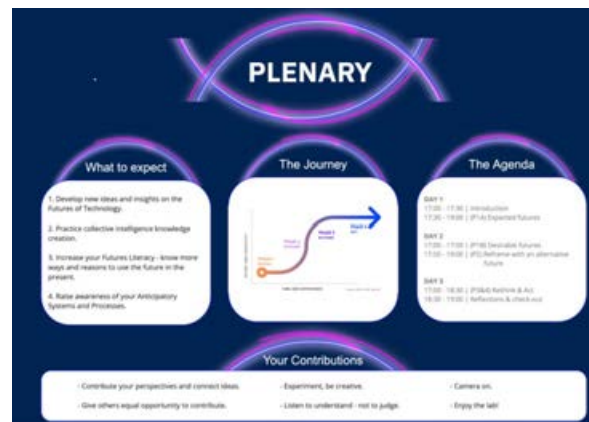 PLENARY
What to expect
1. Develop new ideas and insights on the
Futures of Technology.
2. Practice collective intelligence knowledge
creation.
3. Increase your Futures Literacy - know more
ways and reasons to use the future in the
present.
4. Raise awareness of your Anticipatory
Systems and Processes.
The Journey
The Agenda
DAY 1
17:00 - 17:30 | Introduction
17:30 - 19:00 | (P1A) Expected futures
DAY 2
17:00 - 17:00 | (P1B) Desirable futures
17:00 - 19:00 | (P2) Reframe with an alternative
future
DAY 3
17:00 - 18:30 | (P3&4) Rethink & Act
18:30 - 19:00 | Reflections & check-out
Your Contributions
- Contribute your perspectives and connect ideas.
- Give others equal opportunity to contribute.
- Experiment, be creative.
- Listen to understand - not to judge.
- Camera on.
- Enjoy the lab!